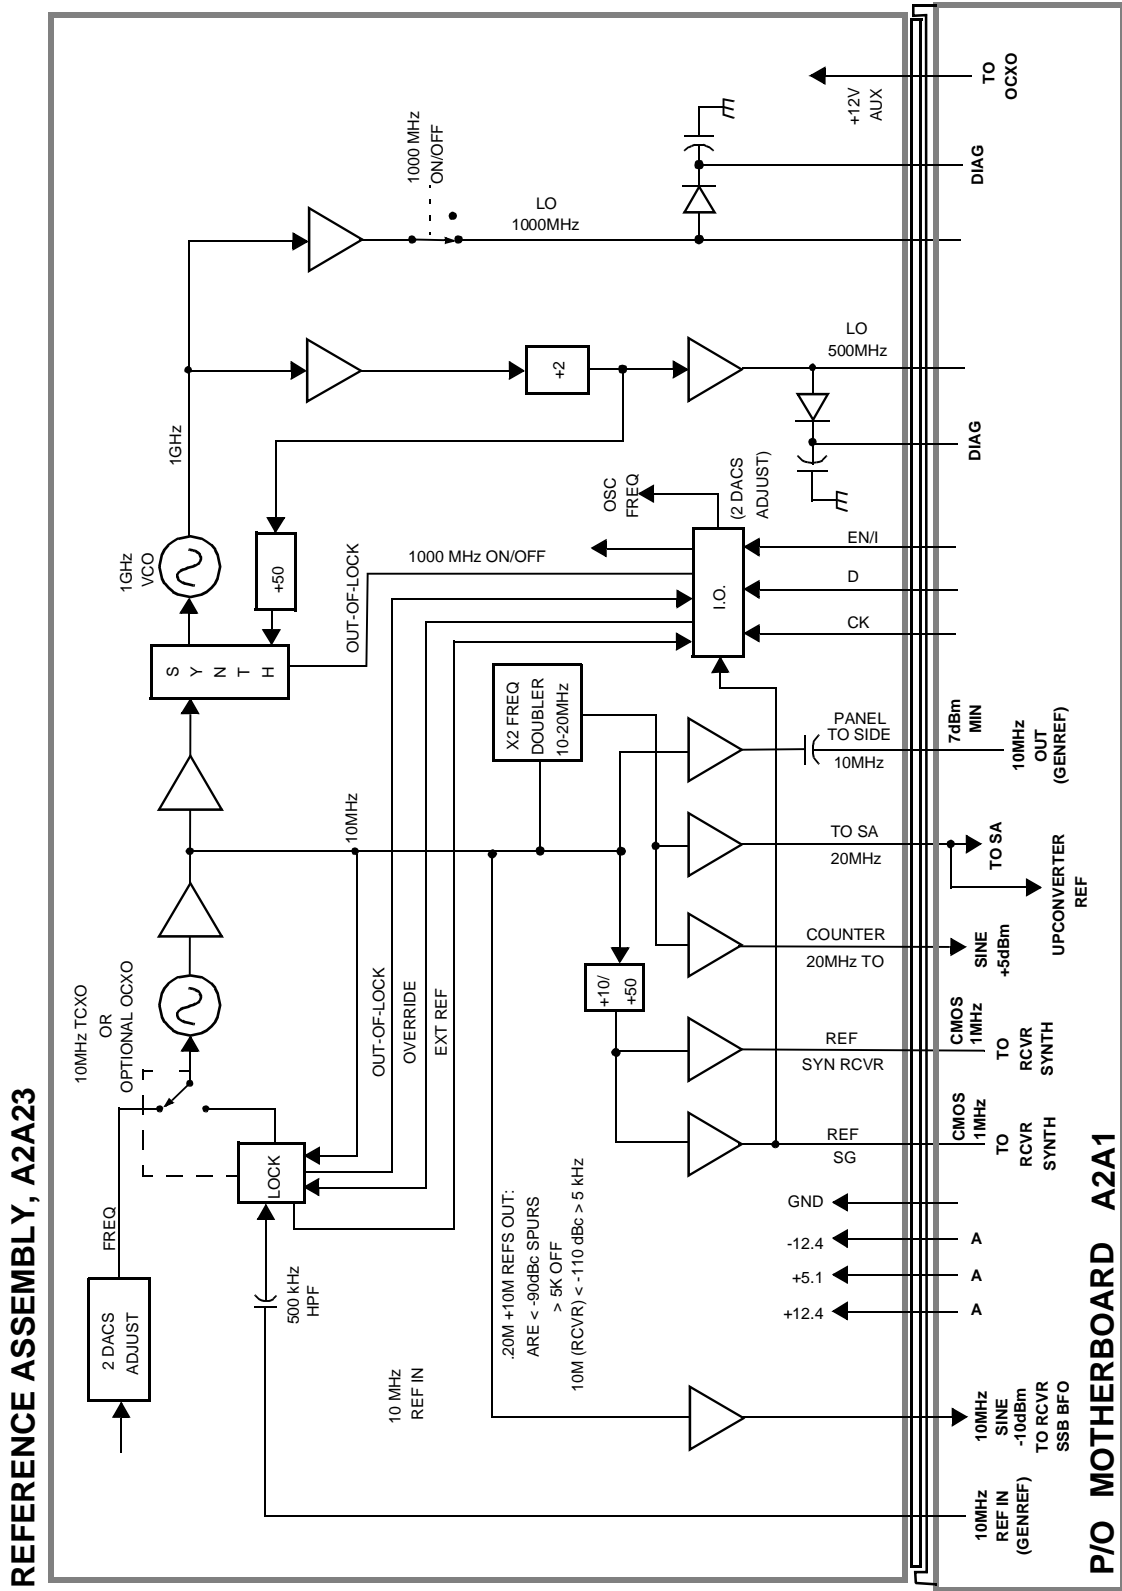 REFERENCE ASSEMBLY, A2A23
2 DACS
ADJUST
FREQ
10MHz TCXO
OR
OPTIONAL OCXO
LOCK
500 kHz
HPF
10 MHz
REF IN
.20M +10M REFS OUT:
ARE < -90dBc SPURS
> 5K OFF
10M (RCVR) < -110 dBc > 5 kHz
OUT-OF-LOCK
OVERRIDE
EXT REF
10MHz
S
Y
N
T
H
1GHz
VCO
1GHz
+50
OUT-OF-LOCK
1000 MHz ON/OFF
+2
1000 MHz
ON/OFF
LO
1000MHz
LO
500MHz
X2 FREQ
DOUBLER
10-20MHz
+10/
+50
I.O.
OSC
FREQ
(2 DACS
ADJUST)
EN/I
D
CK
PANEL
TO SIDE
10MHz
TO SA
20MHz
COUNTER
20MHz TO
REF
SYN RCVR
REF
SG
GND
-12.4
+5.1
+12.4
+12V
AUX
10MHz
REF IN
(GENREF)
10MHz
SINE
-10dBm
TO RCVR
SSB BFO
A
A
A
CMOS
1MHz
TO
RCVR
SYNTH
CMOS
1MHz
TO
RCVR
SYNTH
SINE
+5dBm
UPCONVERTER
REF
TO SA
7dBm
MIN
10MHz
OUT
(GENREF)
DIAG
DIAG
TO
OCXO
P/O MOTHERBOARD A2A1